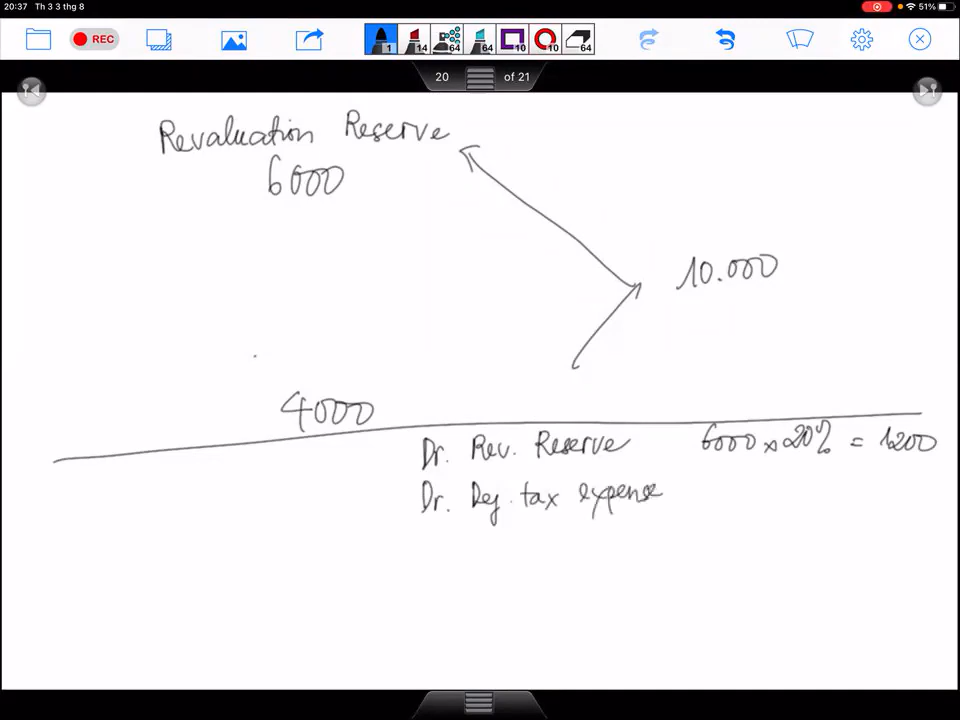 20:37 Th 3 3 thg 8 51%
REC 1 14 64 64 10 10 64
20 of 21
Revaluation Reserve
6000
10.000
4000
Dr. Rev. Reserve 6000 x 20% = 1200
Dr. Def. tax expense